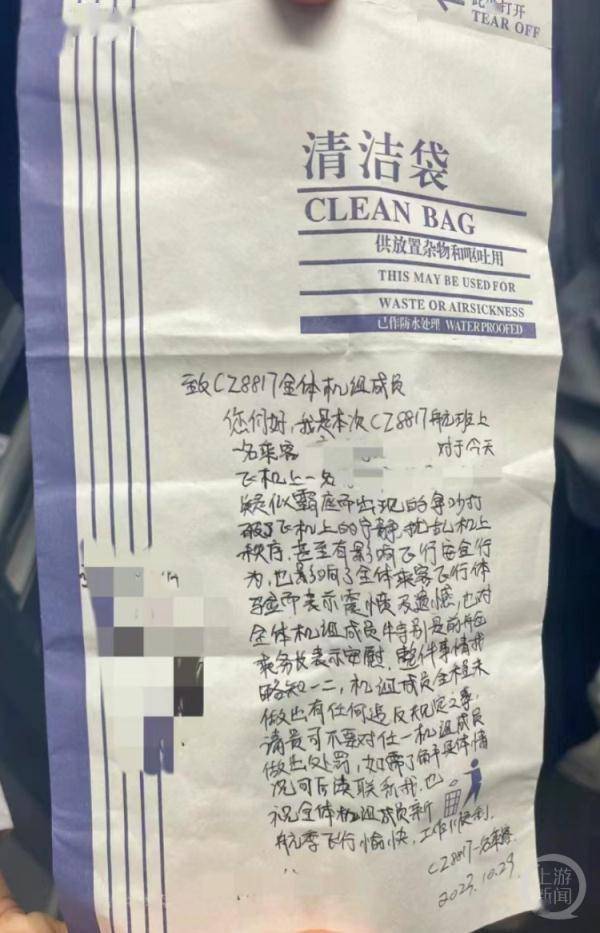 此处打开
TEAR OFF
清洁袋
CLEAN BAG
供放置杂物和呕吐用
THIS MAY BE USED FOR
WASTE OR AIRSICKNESS
已作防水处理 WATERPROOFED
致CZ8817全体机组成员
您们好,我是本次CZ8817航班上
一名乘客 对于今天
飞机上一名
疑似霸座而出现的争吵打
破了飞机上的宁静,扰乱机上
秩序,甚至有影响飞行安全行
为,也影响了全体乘客飞行体
验而表示愤及遗憾,也对
全体机组成员特别是前舱
乘务长表示安慰,整件事情我
略知一二,机组成员全程未
做出有任何违反规定之事,
请贵司不要对任一机组成员
做出处罚,如需了解具体情
况可后续联系我,也
祝全体机组成员新
航季飞行愉快,工作顺利.
CZ8817一名乘客
2023.10.29
上游
新闻